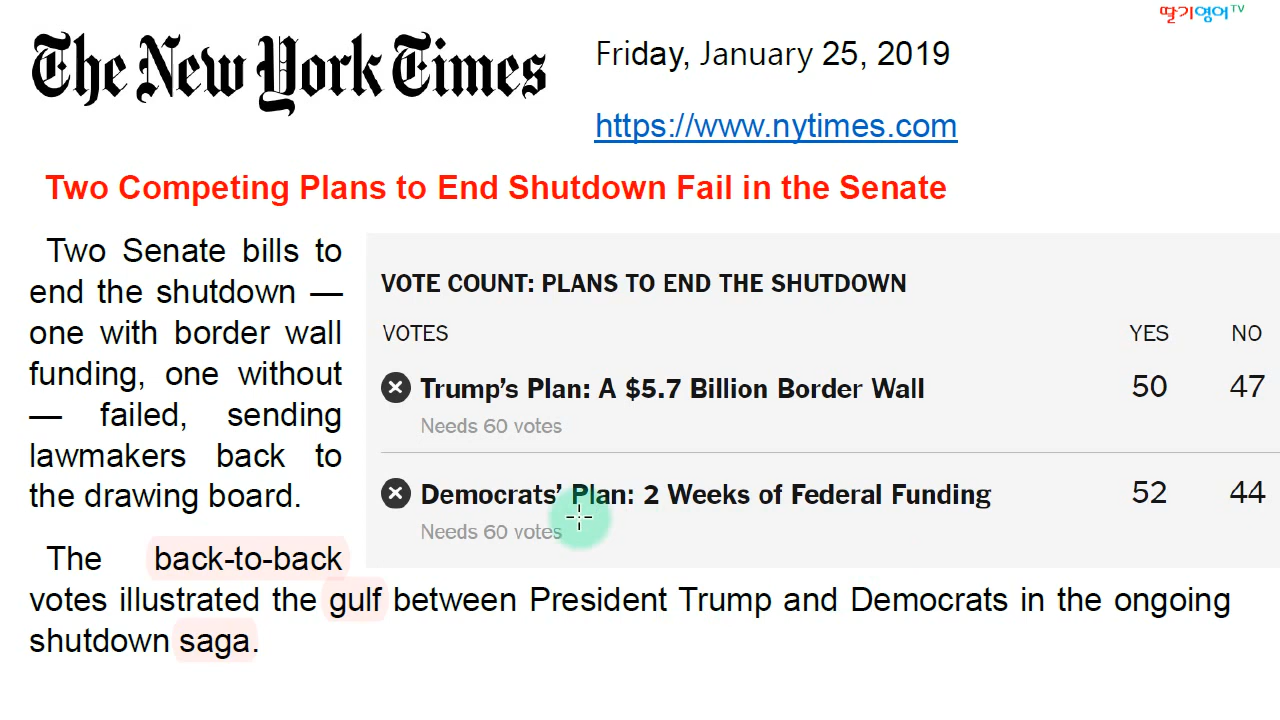 딸기영어TV
The New York Times
Friday, January 25, 2019
https://www.nytimes.com
Two Competing Plans to End Shutdown Fail in the Senate
Two Senate bills to
end the shutdown —
one with border wall
funding, one without
— failed, sending
lawmakers back to
the drawing board.
VOTE COUNT: PLANS TO END THE SHUTDOWN
VOTES YES NO
Trump's Plan: A $5.7 Billion Border Wall 50 47
Needs 60 votes
Democrats' Plan: 2 Weeks of Federal Funding 52 44
Needs 60 votes
The back-to-back
votes illustrated the gulf between President Trump and Democrats in the ongoing
shutdown saga.